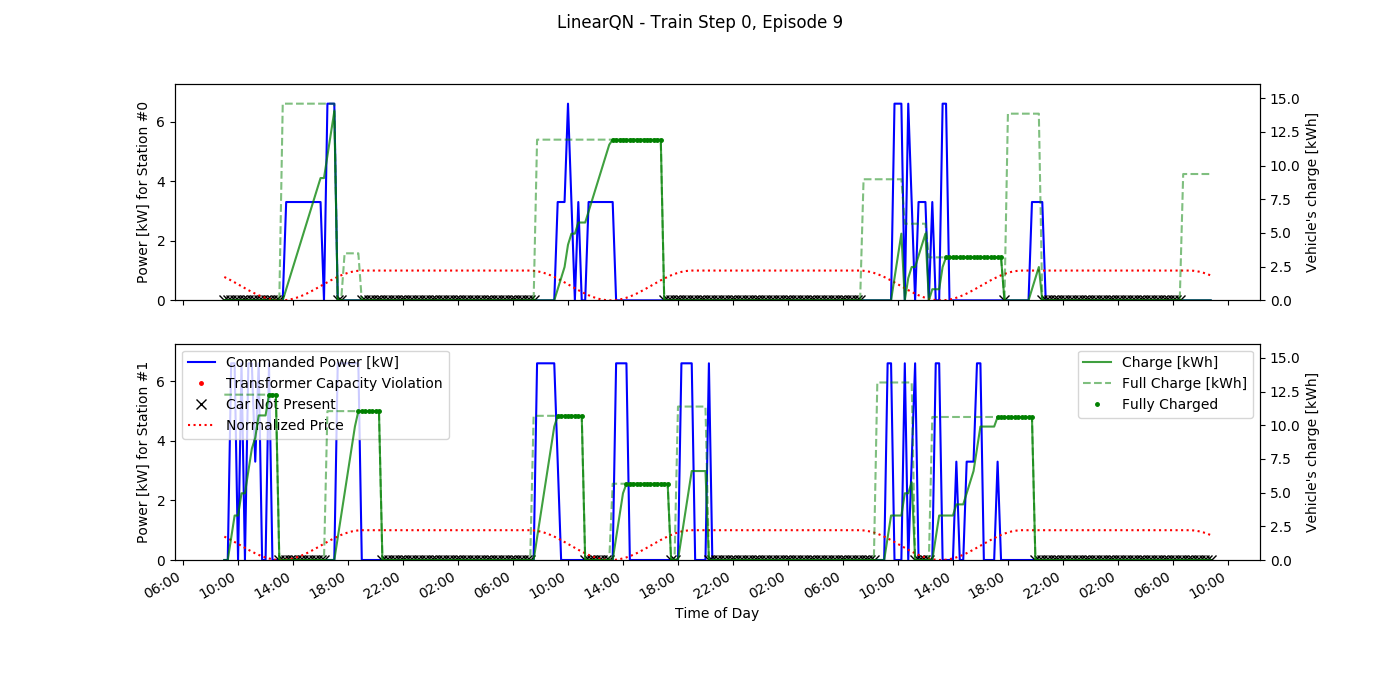 LinearQN - Train Step 0, Episode 9
Power [kW] for Station #0
6
4
2
0
15.0
12.5
10.0
7.5
5.0
2.5
0.0
Vehicle's charge [kWh]
Power [kW] for Station #1
6
4
2
0
Commanded Power [kW]
Transformer Capacity Violation
Car Not Present
Normalized Price
Charge [kWh]
Full Charge [kWh]
Fully Charged
15.0
12.5
10.0
7.5
5.0
2.5
0.0
Vehicle's charge [kWh]
06:00 10:00 14:00 18:00 22:00 02:00 06:00 10:00 14:00 18:00 22:00 02:00 06:00 10:00 14:00 18:00 22:00 02:00 06:00 10:00
Time of Day